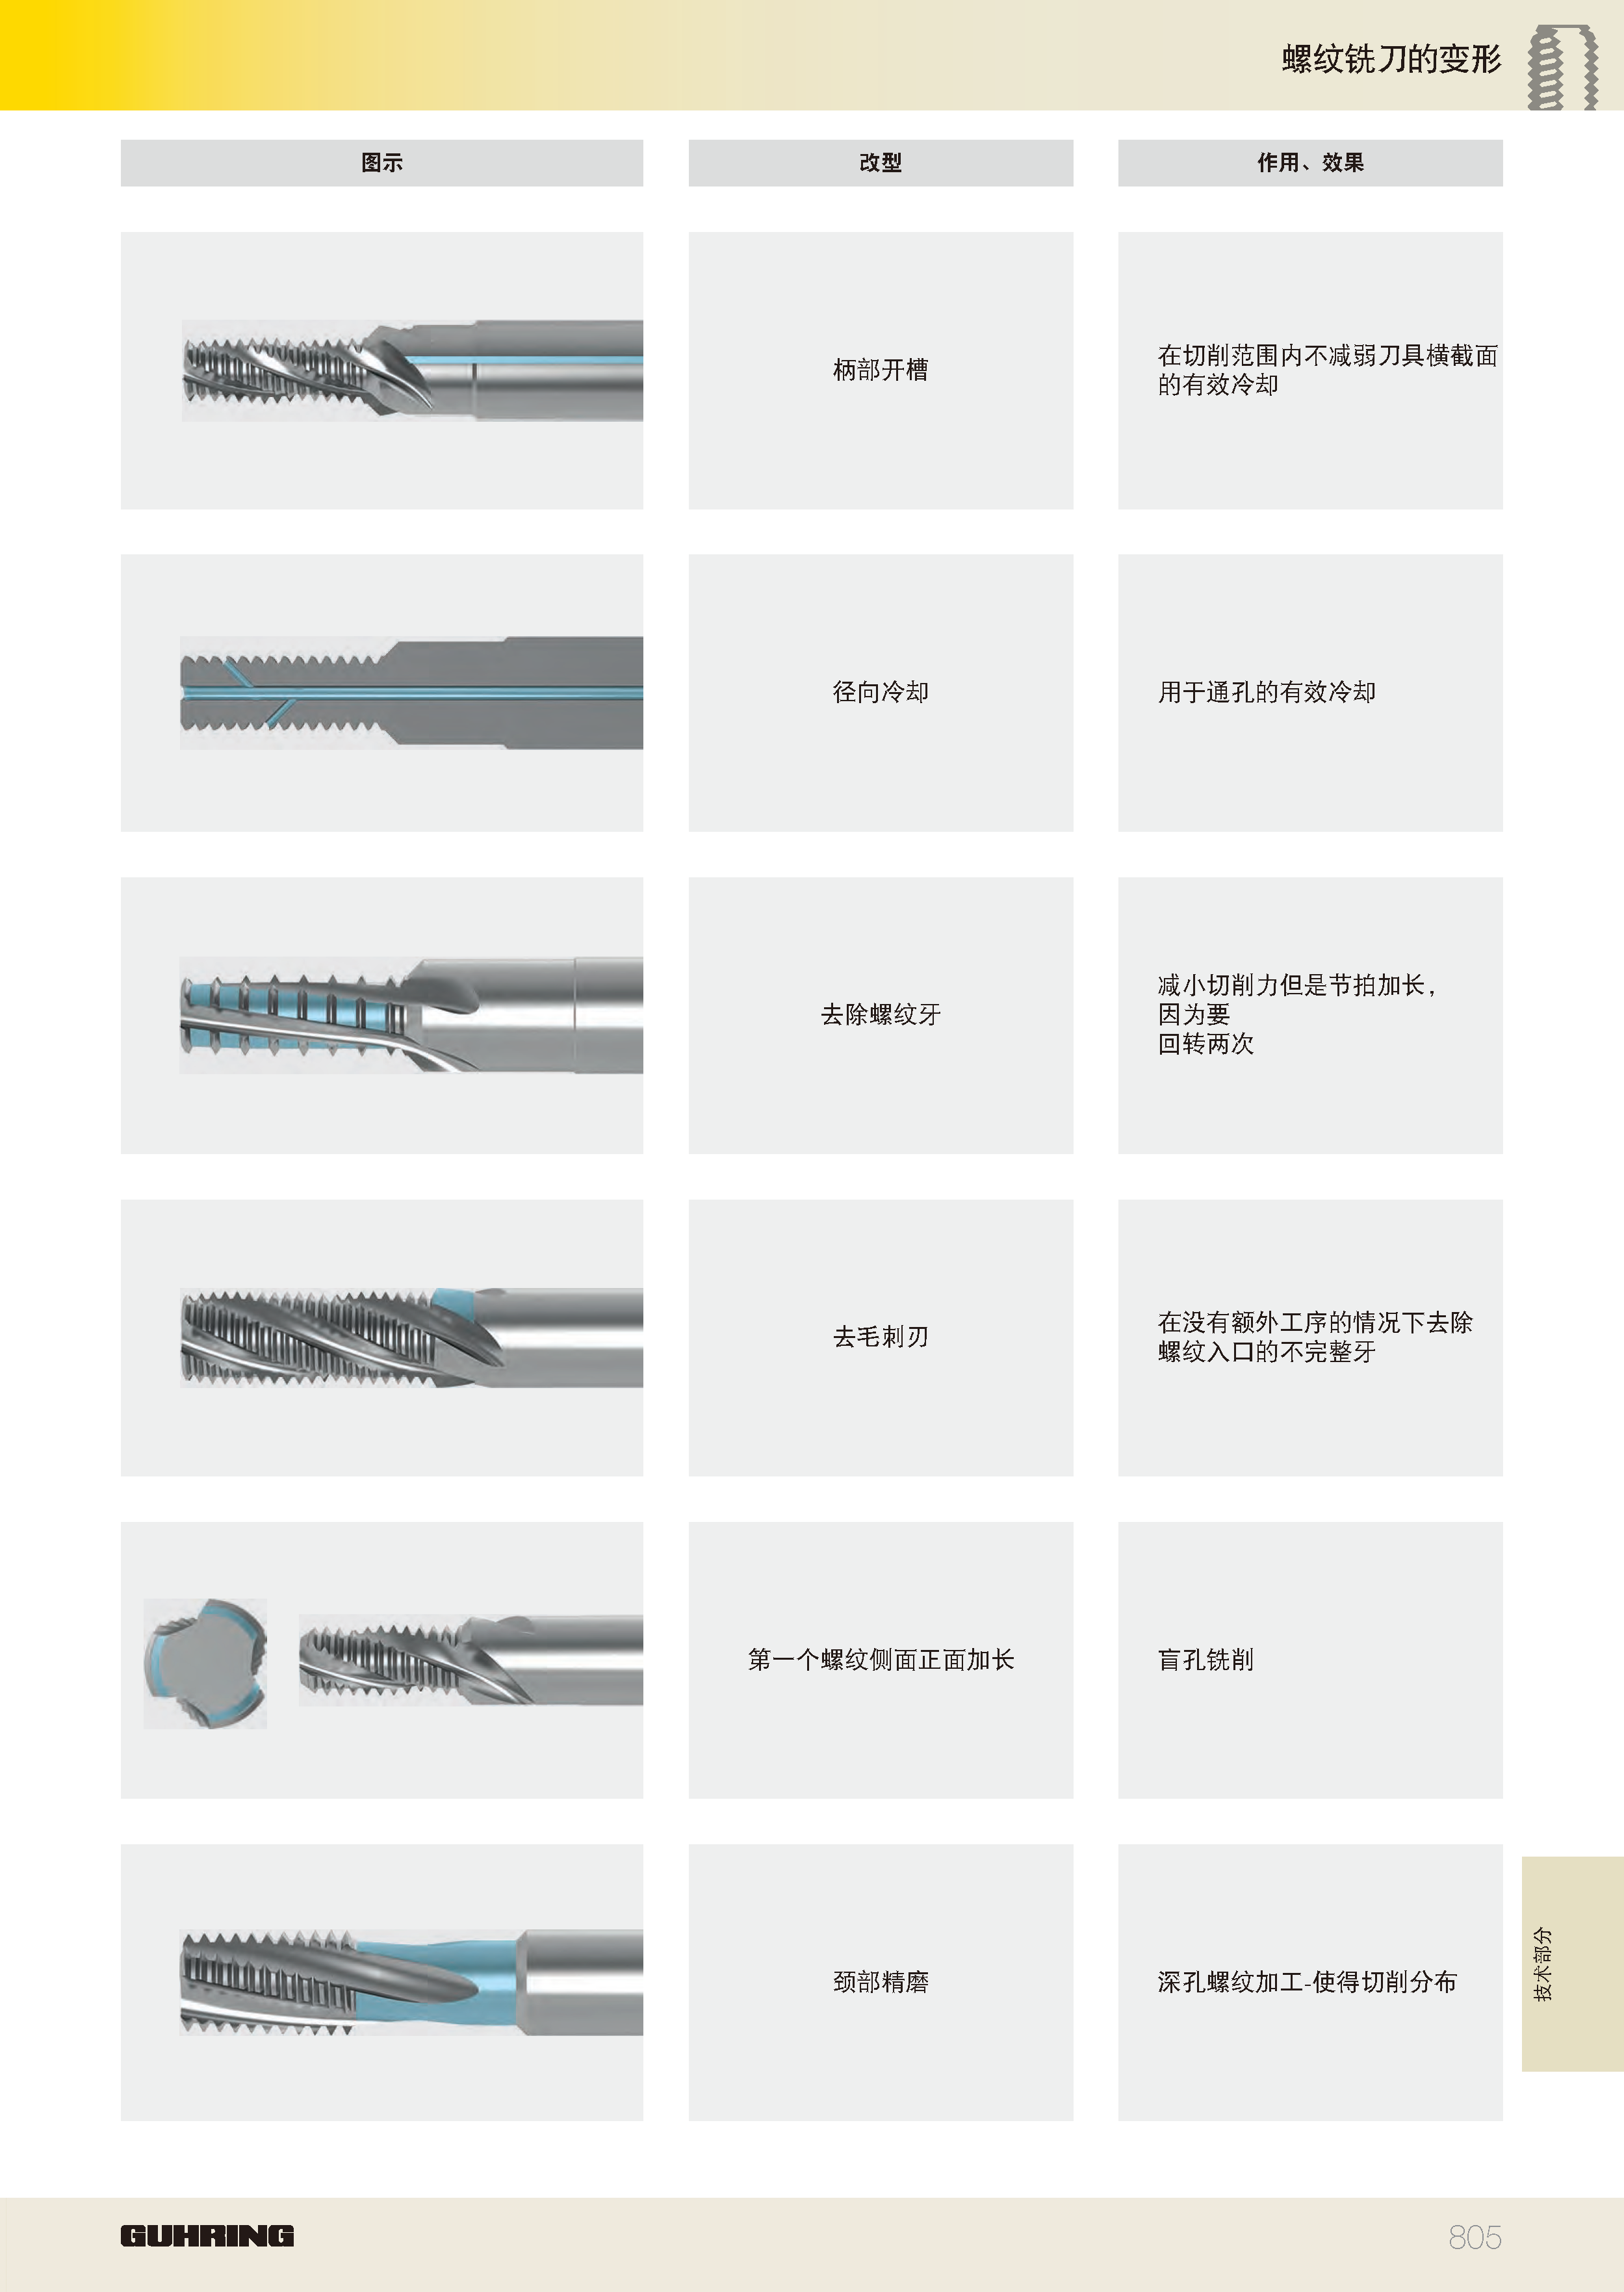 螺纹铣刀的变形
图示
改型
作用、效果
柄部开槽
在切削范围内不减弱刀具横截面
的有效冷却
径向冷却
用于通孔的有效冷却
去除螺纹牙
减小切削力但是节拍加长，
因为要
回转两次
去毛刺刃
在没有额外工序的情况下去除
螺纹入口的不完整牙
第一个螺纹侧面正面加长
盲孔铣削
颈部精磨
深孔螺纹加工-使得切削分布
技术部分
GUHRING
805